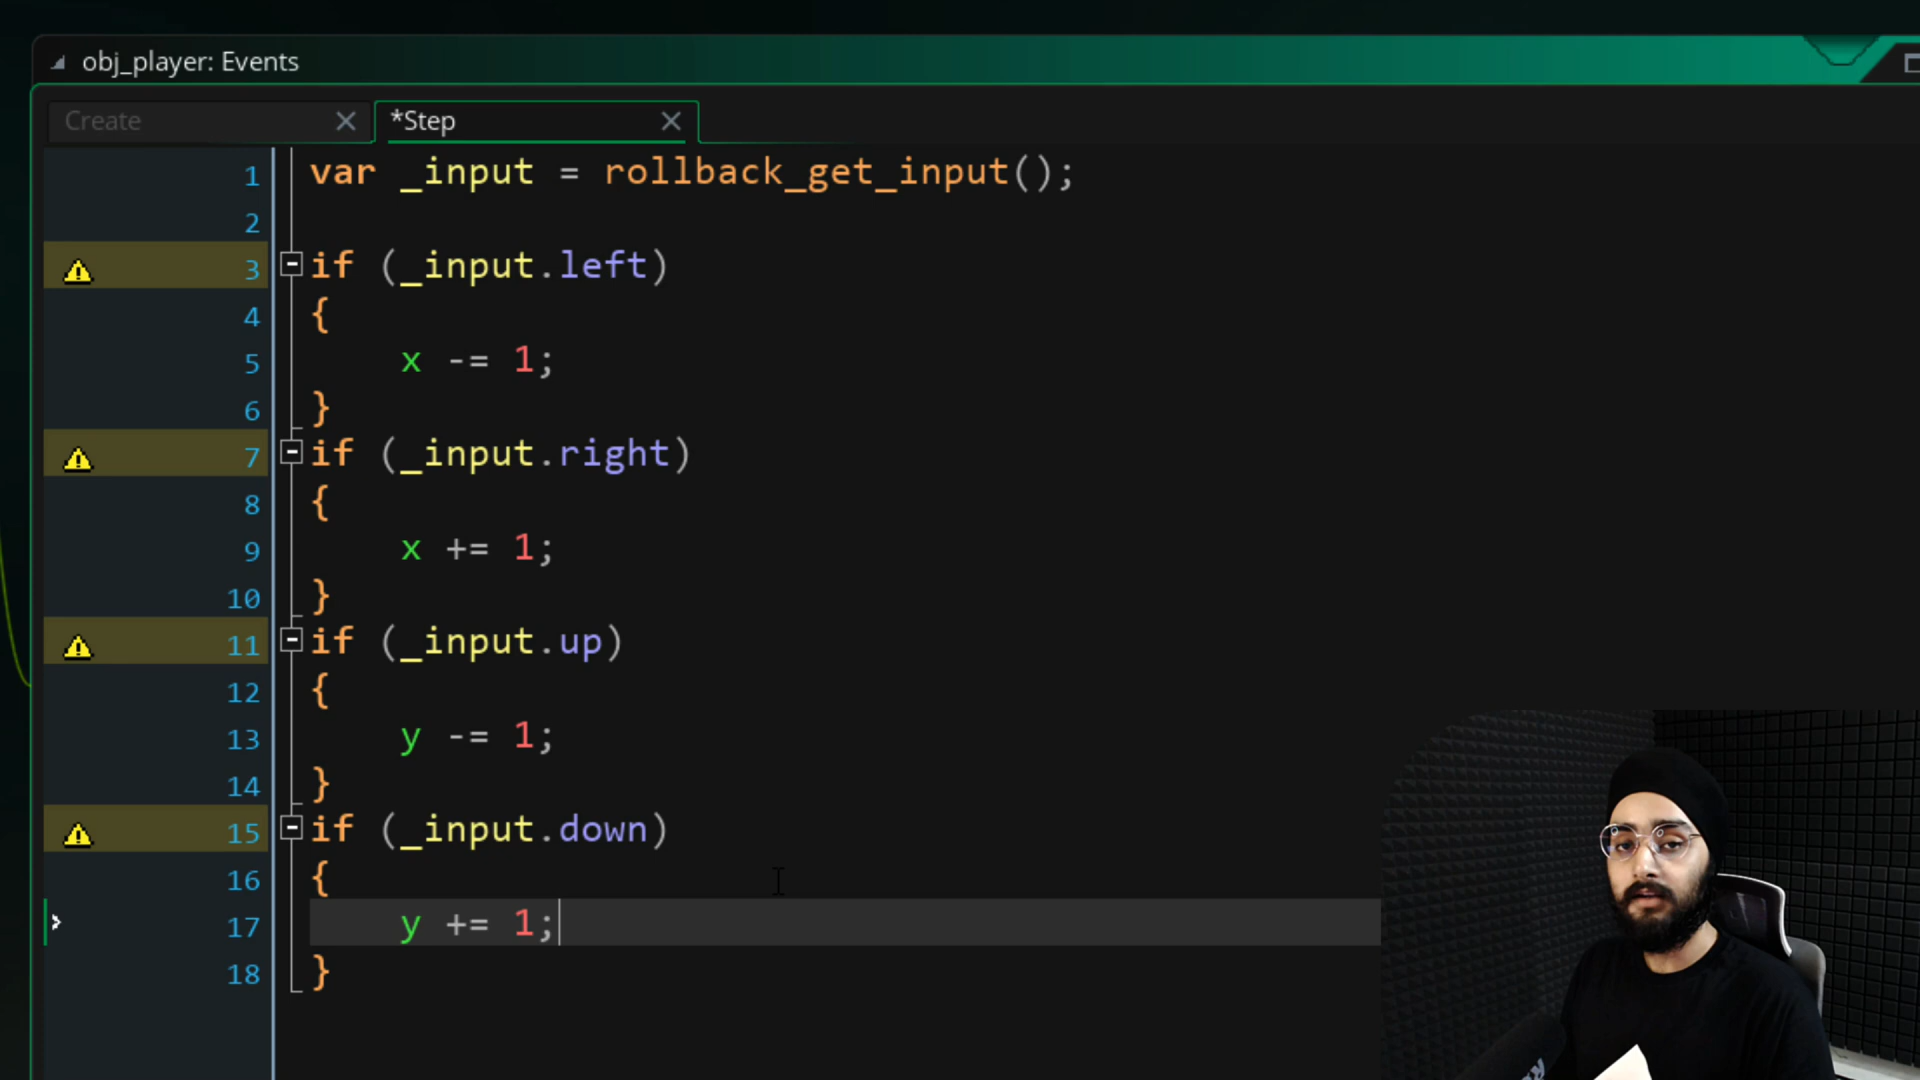 obj_player: Events
Create
*Step
1 var _input = rollback_get_input();
2
3 if (_input.left)
4 {
5 x -= 1;
6 }
7 if (_input.right)
8 {
9 x += 1;
10 }
11 if (_input.up)
12 {
13 y -= 1;
14 }
15 if (_input.down)
16 {
17 y += 1;
18 }